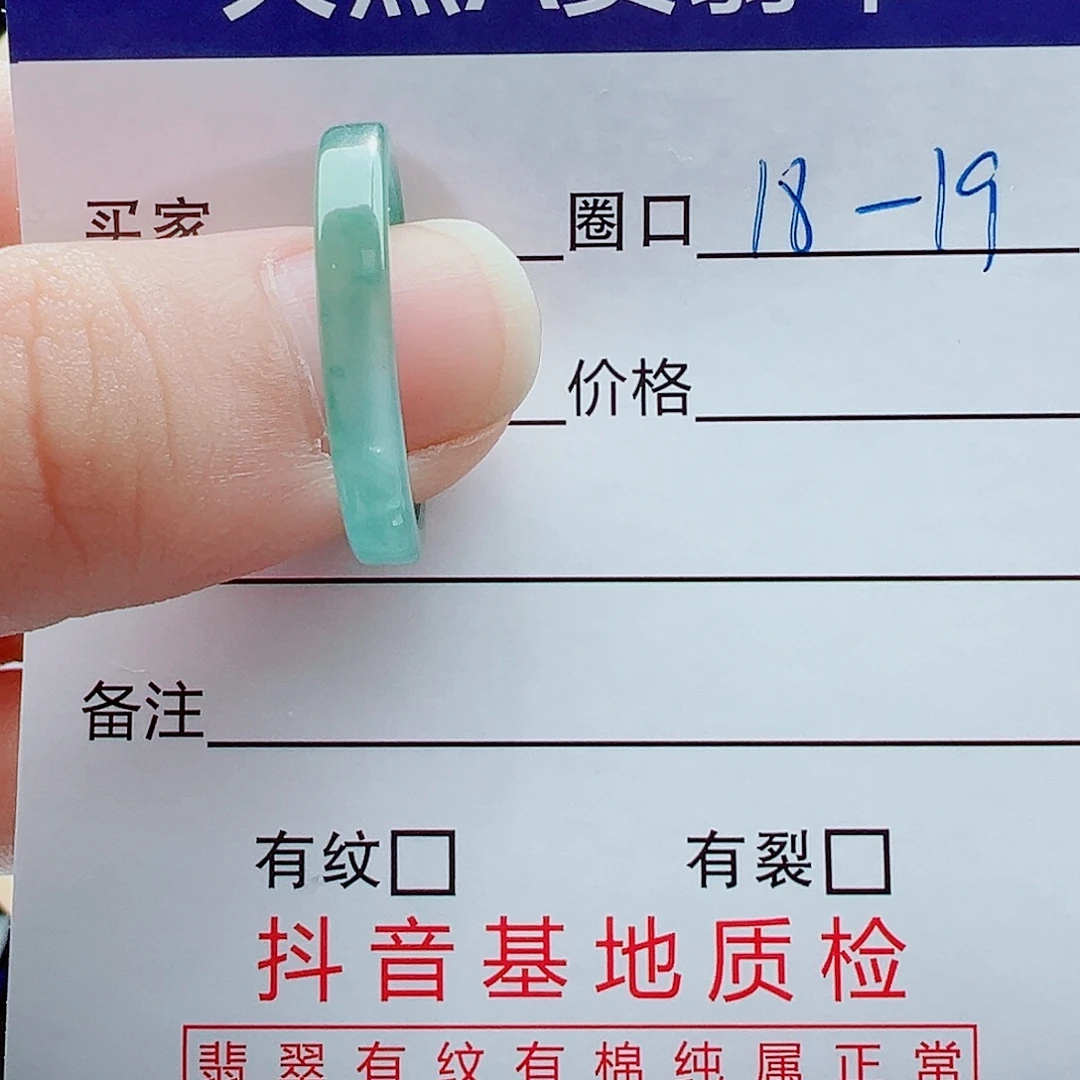 买家 圈口 18-19
价格
备注
有纹 有裂
抖音基地质检
翡翠有纹有棉纯属正常